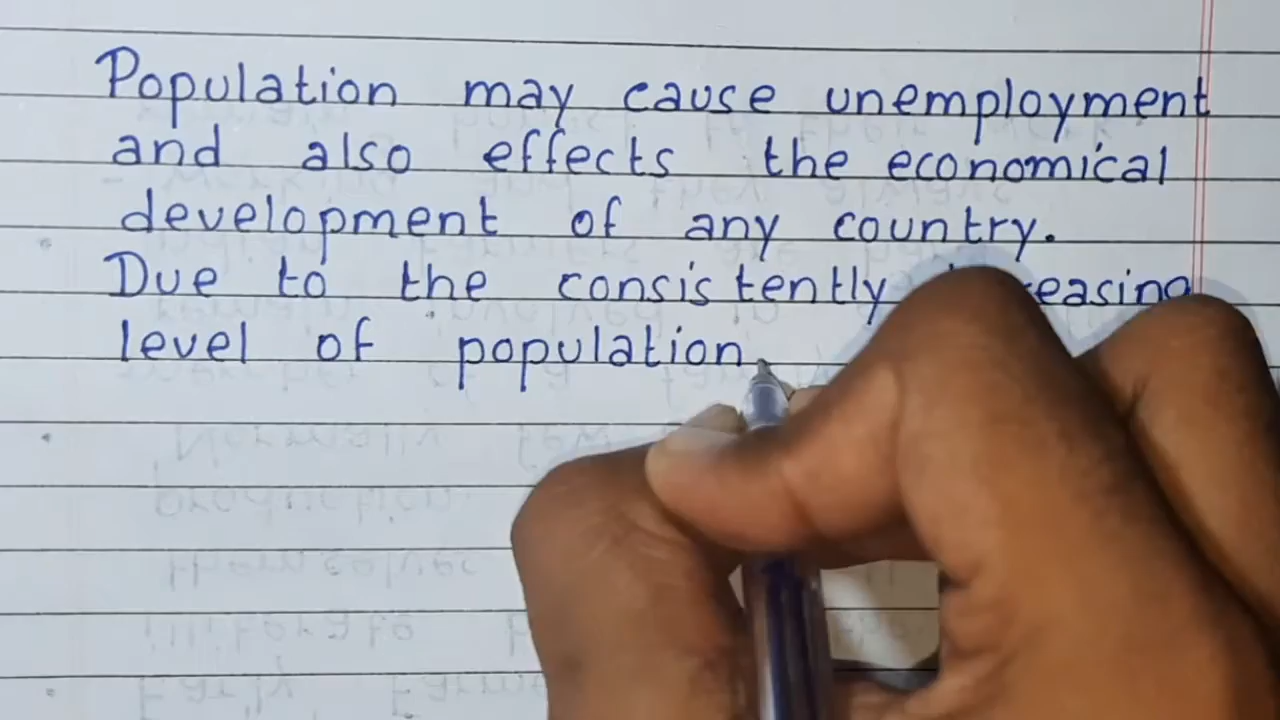 Population may cause unemployment
and also effects the economical
development of any country.
Due to the consistently
level of population